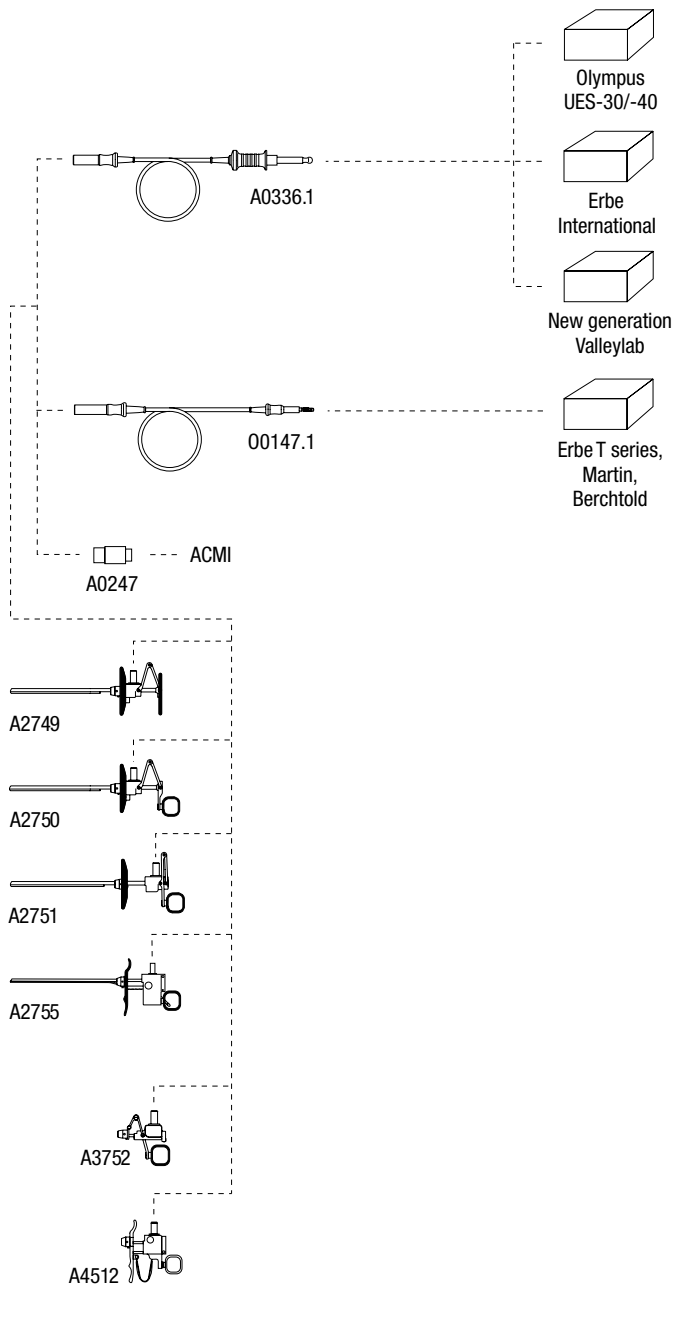 Olympus
UES-30/-40
A0336.1
Erbe
International
New generation
Valleylab
O0147.1
Erbe T series,
Martin,
Berchtold
ACMI
A0247
A2749
A2750
A2751
A2755
A3752
A4512